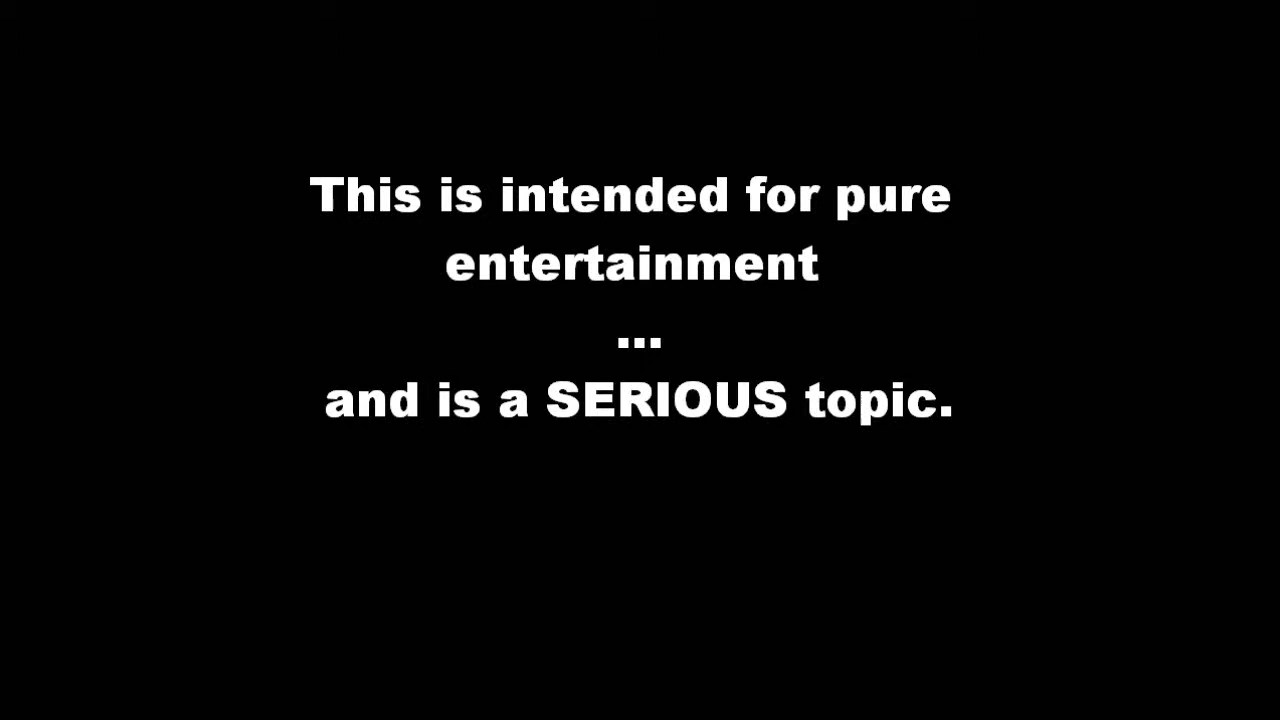 This is intended for pure
entertainment
...
and is a SERIOUS topic.